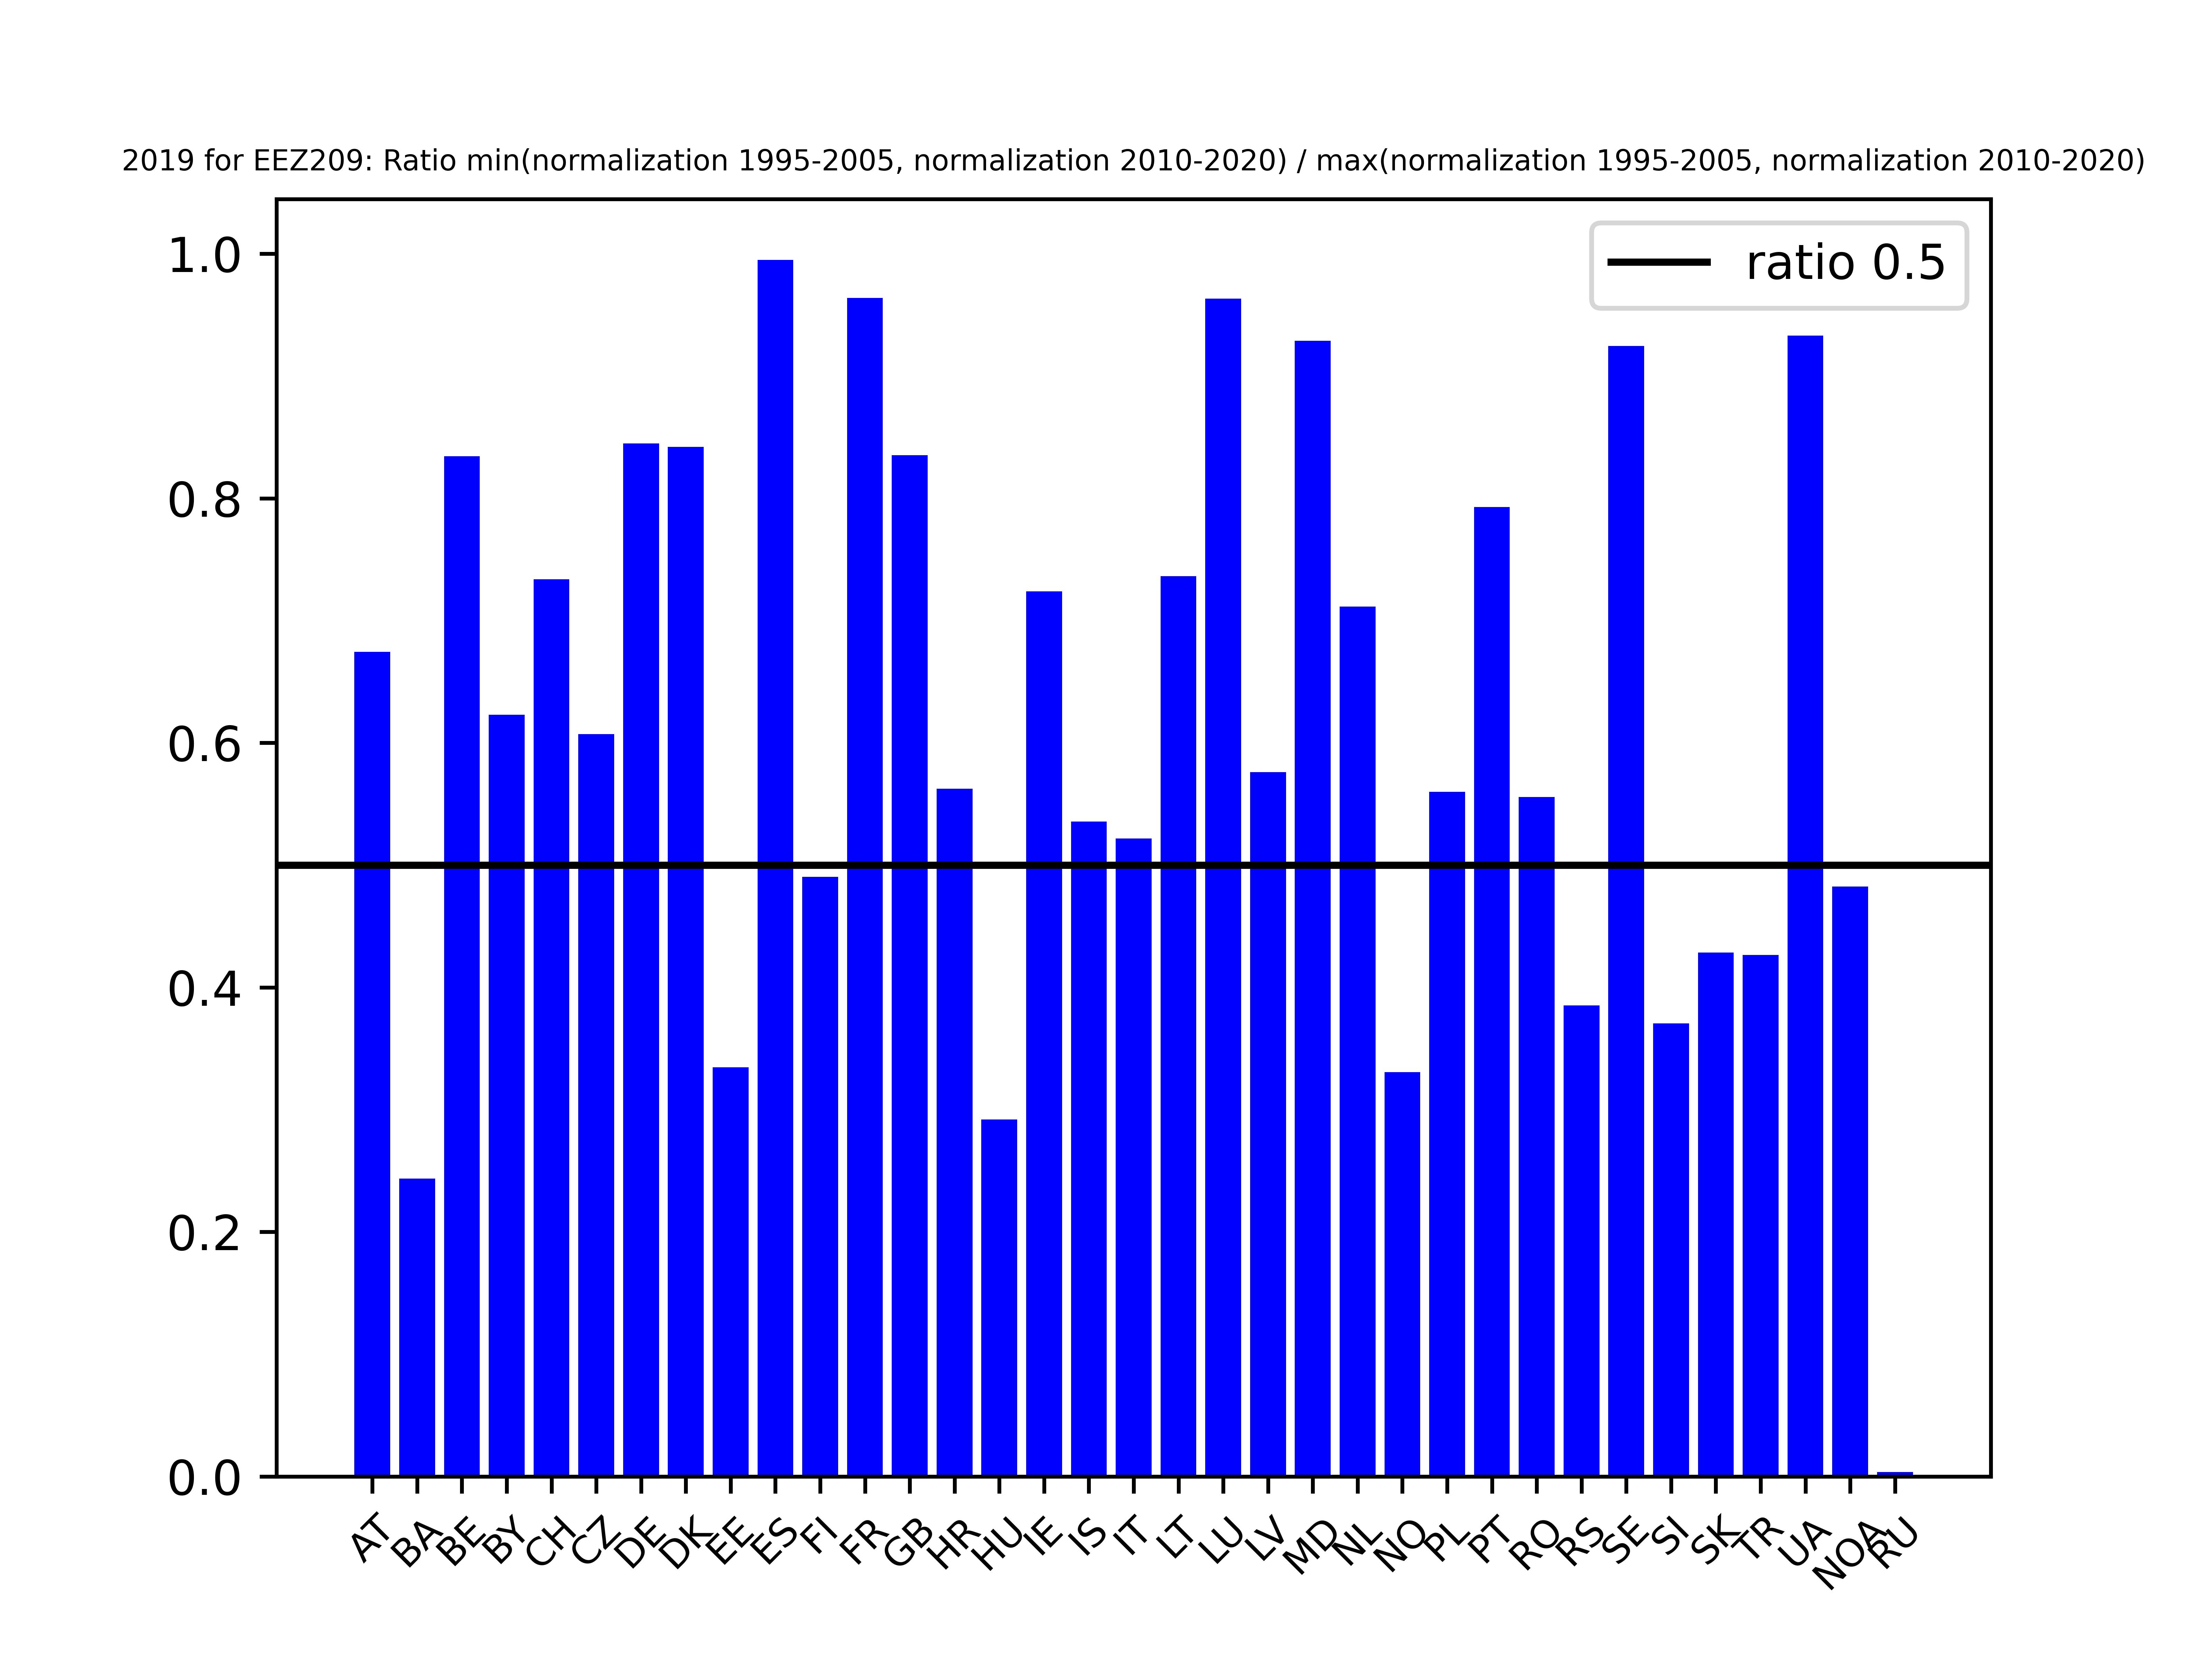 2019 for EEZ209: Ratio min(normalization 1995-2005, normalization 2010-2020) / max(normalization 1995-2005, normalization 2010-2020)
ratio 0.5
1.0
0.8
0.6
0.4
0.2
0.0
AT BA BE BY CH CZ DE DK EE ES FI FR GB HR HU IE IS IT LT LU LV MD NL NO PL PT RO RS SE SI SK TR UA NOA RU